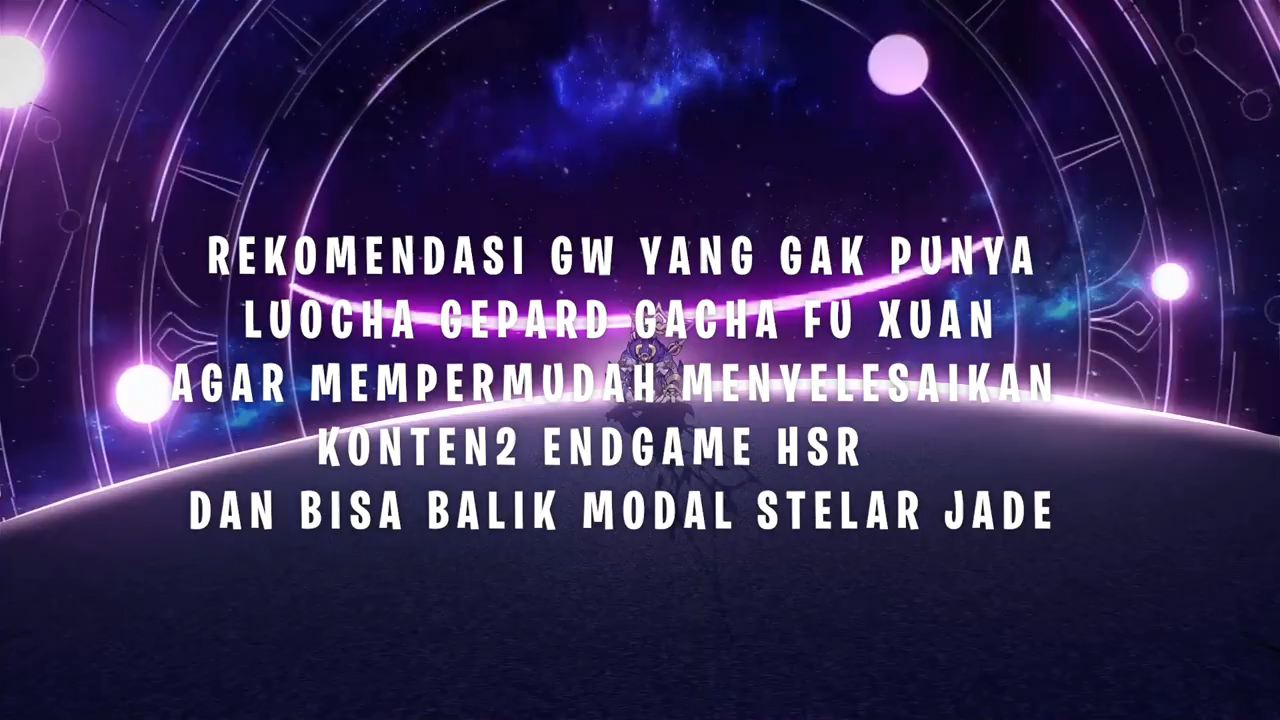 REKOMENDASI GW YANG GAK PUNYA
LUOCHA GEPARD GACHA FU XUAN
AGAR MEMPERMUDAH MENYELESAIKAN
KONTEN2 ENDGAME HSR
DAN BISA BALIK MODAL STELAR JADE